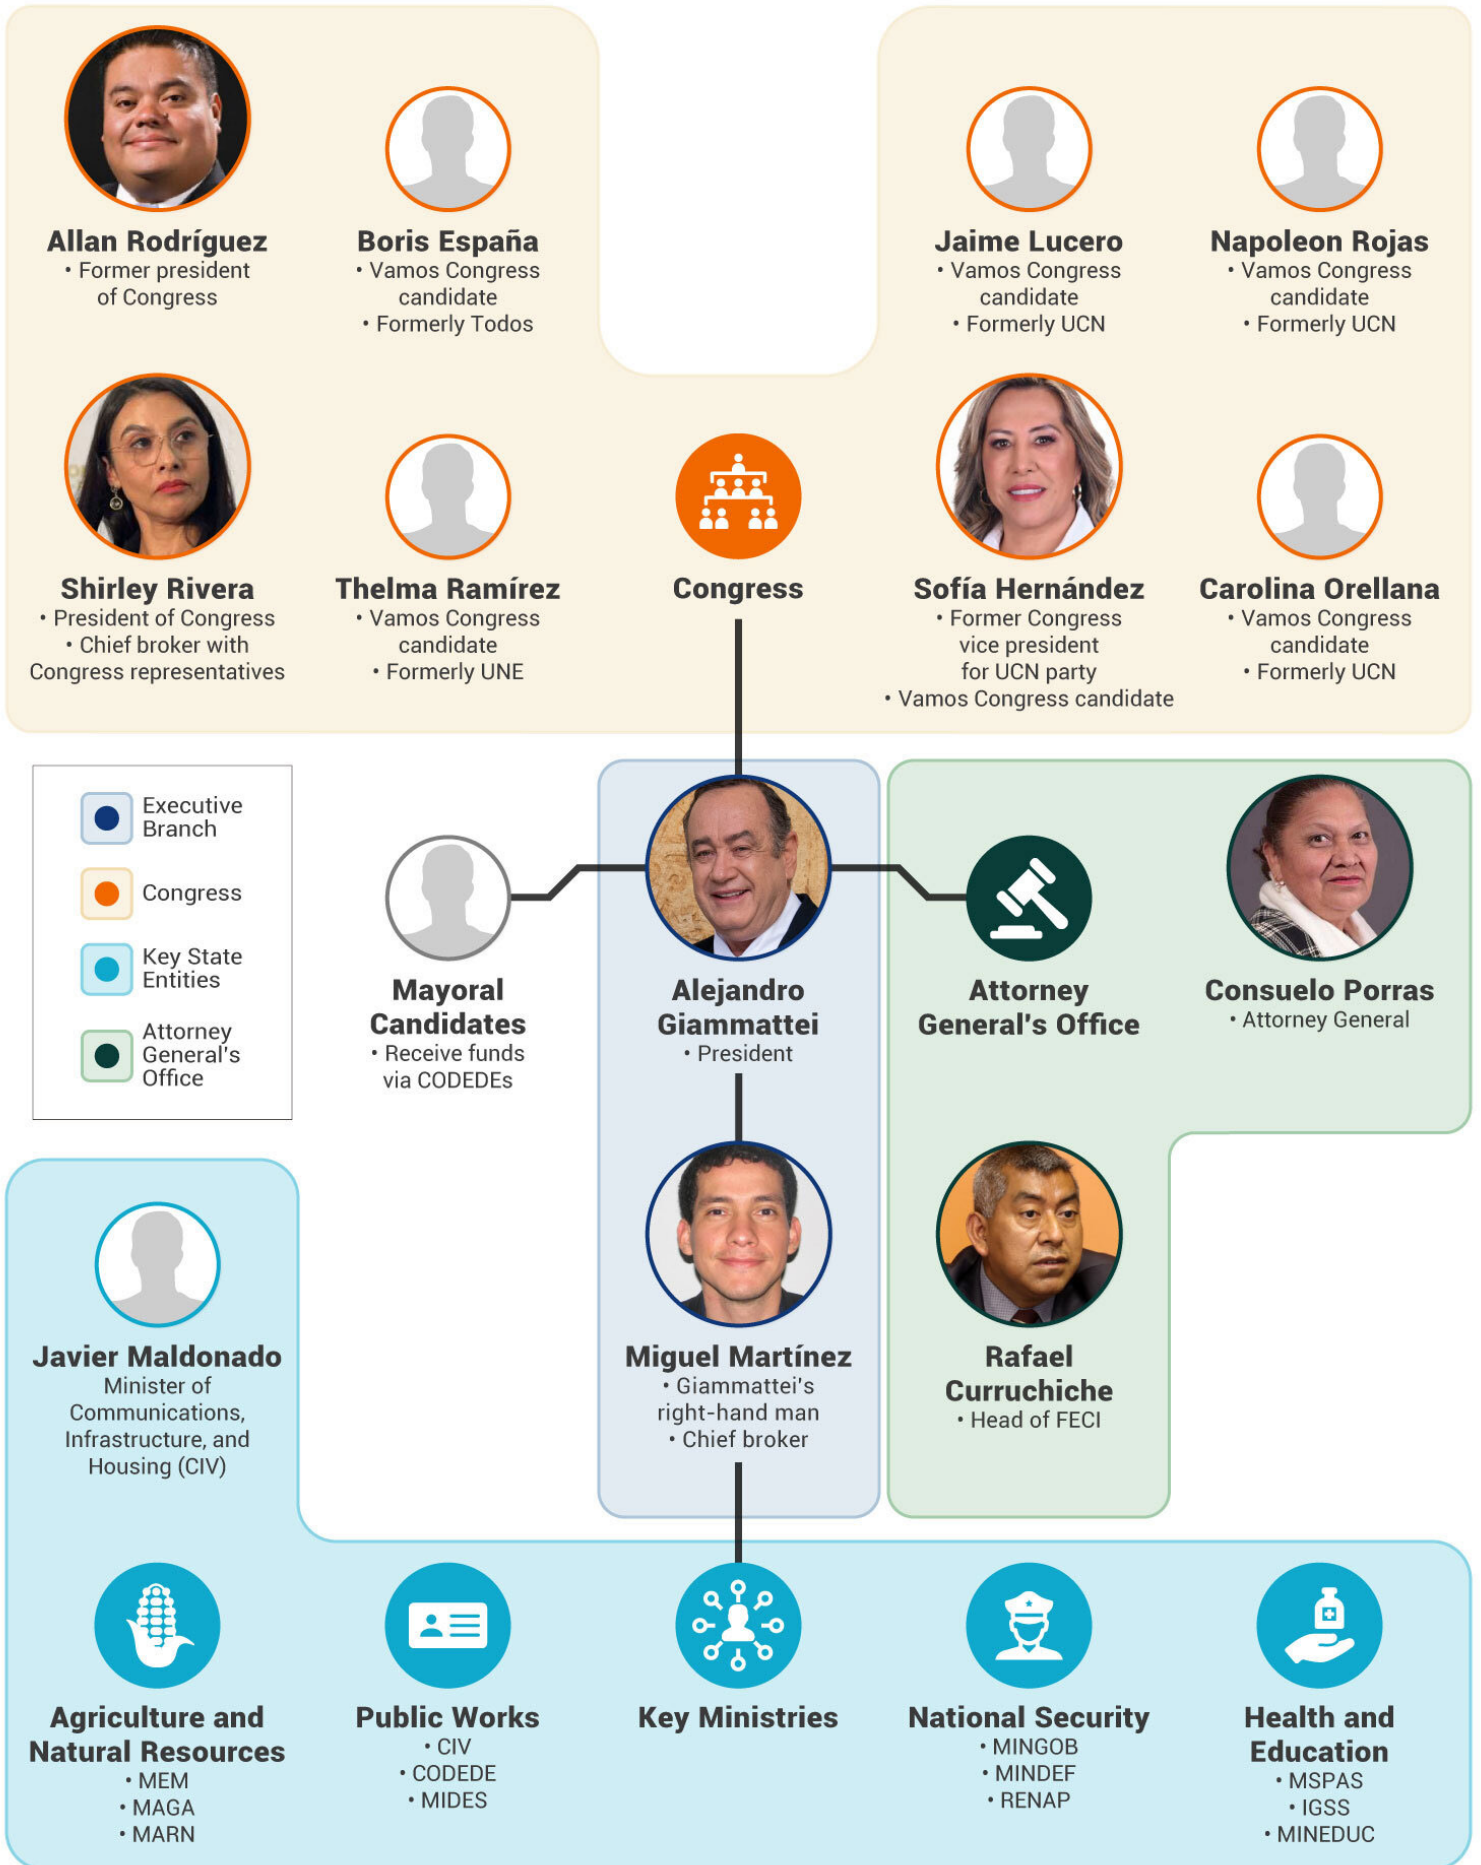 Allan Rodríguez
• Former president
of Congress
Boris España
• Vamos Congress
candidate
• Formerly Todos
Jaime Lucero
• Vamos Congress
candidate
• Formerly UCN
Napoleon Rojas
• Vamos Congress
candidate
• Formerly UCN
Shirley Rivera
• President of Congress
• Chief broker with
Congress representatives
Thelma Ramírez
• Vamos Congress
candidate
• Formerly UNE
Congress
Sofía Hernández
• Former Congress
vice president
for UCN party
• Vamos Congress candidate
Carolina Orellana
• Vamos Congress
candidate
• Formerly UCN
Executive
Branch
Congress
Key State
Entities
Attorney
General's
Office
Mayoral
Candidates
• Receive funds
via CODEDEs
Alejandro
Giammattei
• President
Attorney
General's Office
Consuelo Porras
• Attorney General
Javier Maldonado
Minister of
Communications,
Infrastructure, and
Housing (CIV)
Miguel Martínez
• Giammattei's
right-hand man
• Chief broker
Rafael
Curruchiche
• Head of FECI
Agriculture and
Natural Resources
• MEM
• MAGA
• MARN
Public Works
• CIV
• CODEDE
• MIDES
Key Ministries
National Security
• MINGOB
• MINDEF
• RENAP
Health and
Education
• MSPAS
• IGSS
• MINEDUC